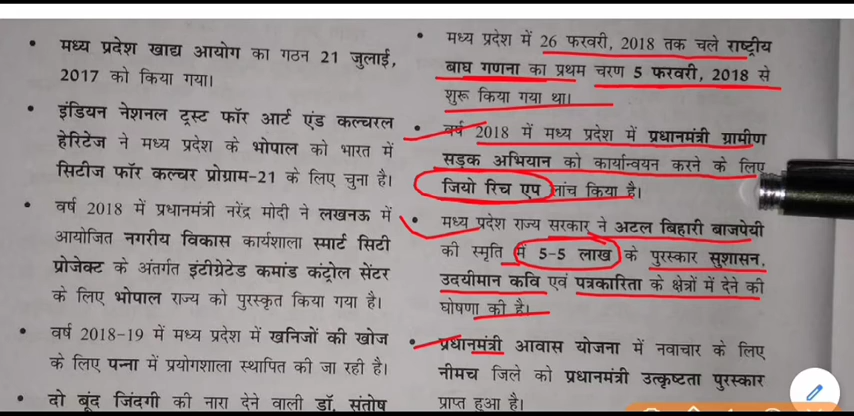 मध्य प्रदेश खाद्य आयोग का गठन 21 जुलाई,
2017 को किया गया।
इंडियन नेशनल ट्रस्ट फॉर आर्ट एंड कल्चरल
हेरिटेज ने मध्य प्रदेश के भोपाल को भारत में
सिटीज फॉर कल्चर प्रोग्राम-21 के लिए चुना है।
वर्ष 2018 में प्रधानमंत्री नरेंद्र मोदी ने लखनऊ में
आयोजित नगरीय विकास कार्यशाला स्मार्ट सिटी
प्रोजेक्ट के अंतर्गत इंटीग्रेटेड कमांड कंट्रोल सेंटर
के लिए भोपाल राज्य को पुरस्कृत किया गया है।
वर्ष 2018-19 में मध्य प्रदेश में खनिजों की खोज
के लिए पन्ना में प्रयोगशाला स्थापित की जा रही है।
दो बूंद जिंदगी की नारा देने वाली डॉ. संतोष
मध्य प्रदेश में 26 फरवरी, 2018 तक चले राष्ट्रीय
बाघ गणना का प्रथम चरण 5 फरवरी, 2018 से
शुरू किया गया था।
वर्ष 2018 में मध्य प्रदेश में प्रधानमंत्री ग्रामीण
सड़क अभियान को कार्यान्वयन करने के लिए
जियो रिच एप लांच किया है।
मध्य प्रदेश राज्य सरकार ने अटल बिहारी बाजपेयी
की स्मृति में 5-5 लाख के पुरस्कार सुशासन,
उदयीमान कवि एवं पत्रकारिता के क्षेत्रों में देने की
घोषणा की है।
प्रधानमंत्री आवास योजना में नवाचार के लिए
नीमच जिले को प्रधानमंत्री उत्कृष्टता पुरस्कार
प्राप्त हुआ है।